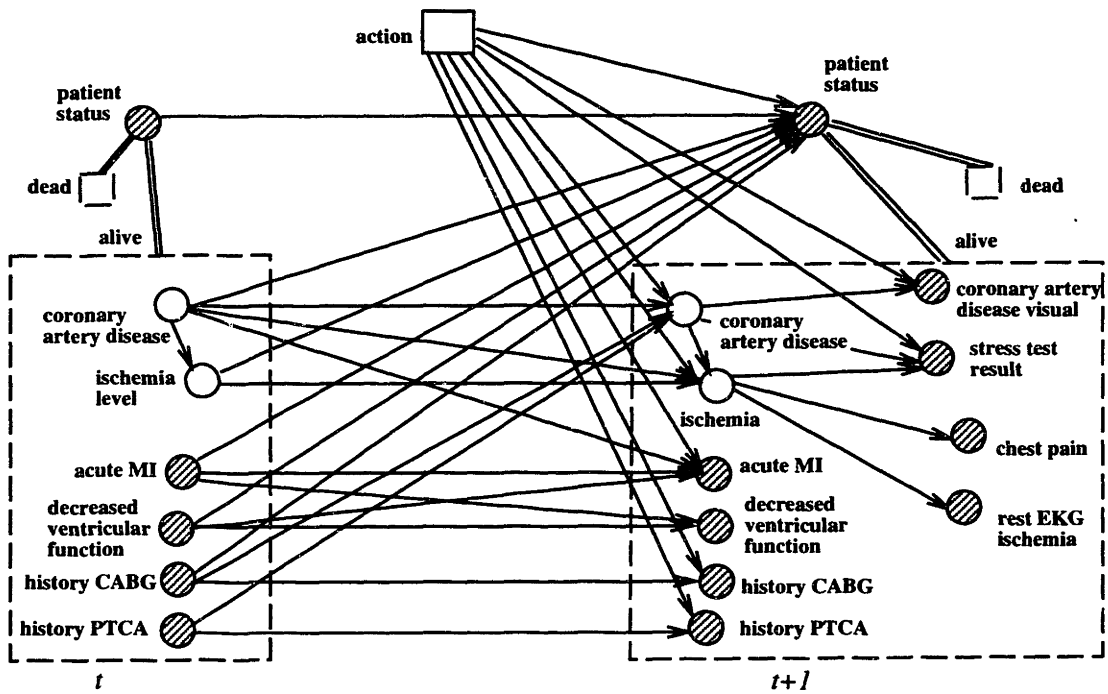 action
patient
status
dead
alive
coronary
artery disease
ischemia
level
acute MI
decreased
ventricular
function
history CABG
history PTCA
t
patient
status
dead
alive
coronary artery
disease visual
coronary
artery disease
stress test
result
ischemia
chest pain
acute MI
rest EKG
ischemia
decreased
ventricular
function
history CABG
history PTCA
t+1